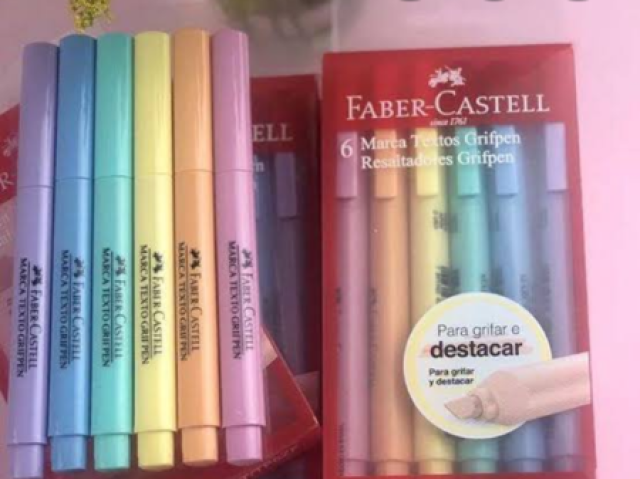 FABER-CASTELL
MARCA TEXTO GRIFPEN
FABER-CASTELL
MARCA TEXTO GRIFPEN
FABER-CASTELL
MARCA TEXTO GRIFPEN
FABER-CASTELL
MARCA TEXTO GRIFPEN
FABER-CASTELL
MARCA TEXTO GRIFPEN
FABER-CASTELL
MARCA TEXTO GRIFPEN
ELL
FABER-CASTELL
since 1761
6 Marca Textos Grifpen
Resaltadores Grifpen
Para grifar e
destacar
Para grifar
y destacar